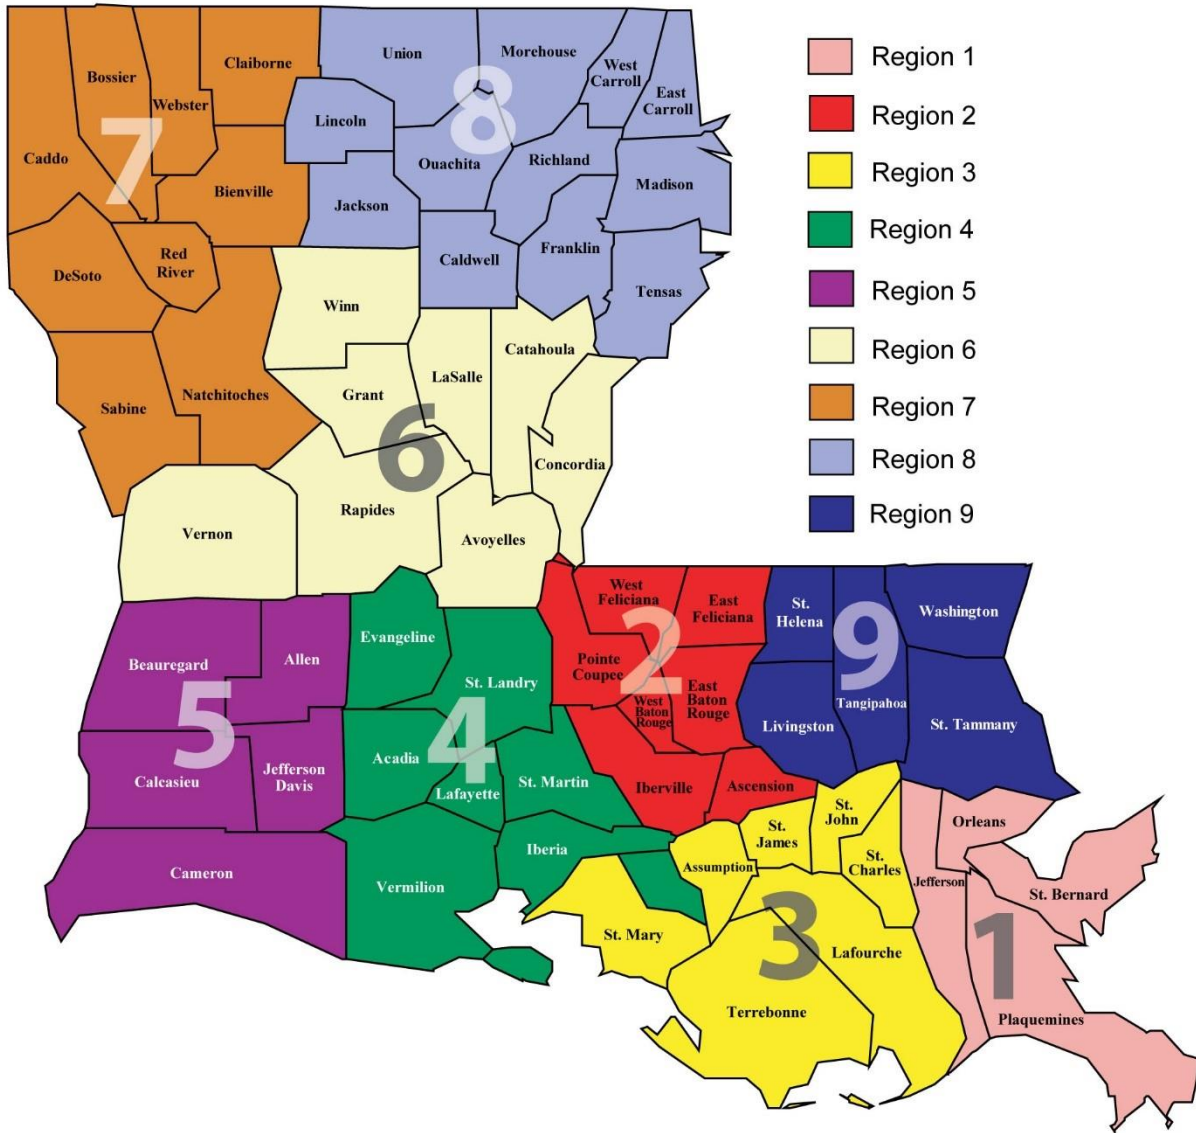 Union
Morehouse
West
Carroll
East
Carroll
Claiborne
Bossier
Webster
8
Lincoln
7
Caddo
Ouachita
Richland
Bienville
Madison
Jackson
Franklin
Red
River
DeSoto
Caldwell
Tensas
Winn
Catahoula
LaSalle
Grant
Natchitoches
Sabine
6
Concordia
Rapides
Vernon
Avoyelles
West
Feliciana
East
Feliciana
St.
Helena
Washington
Evangeline
2
9
Beauregard
Allen
Pointe
Coupee
St. Landry
East
Baton
Rouge
West
Baton
Rouge
Tangipahoa
5
4
Livingston
St. Tammany
Acadia
Jefferson
Davis
Calcasieu
St. Martin
Lafayette
Iberville
Ascension
St.
John
St.
James
Orleans
Iberia
Assumption
St.
Charles
Cameron
Vermilion
Jefferson
St. Bernard
St. Mary
3
1
Lafourche
Terrebonne
Plaquemines
Region 1
Region 2
Region 3
Region 4
Region 5
Region 6
Region 7
Region 8
Region 9